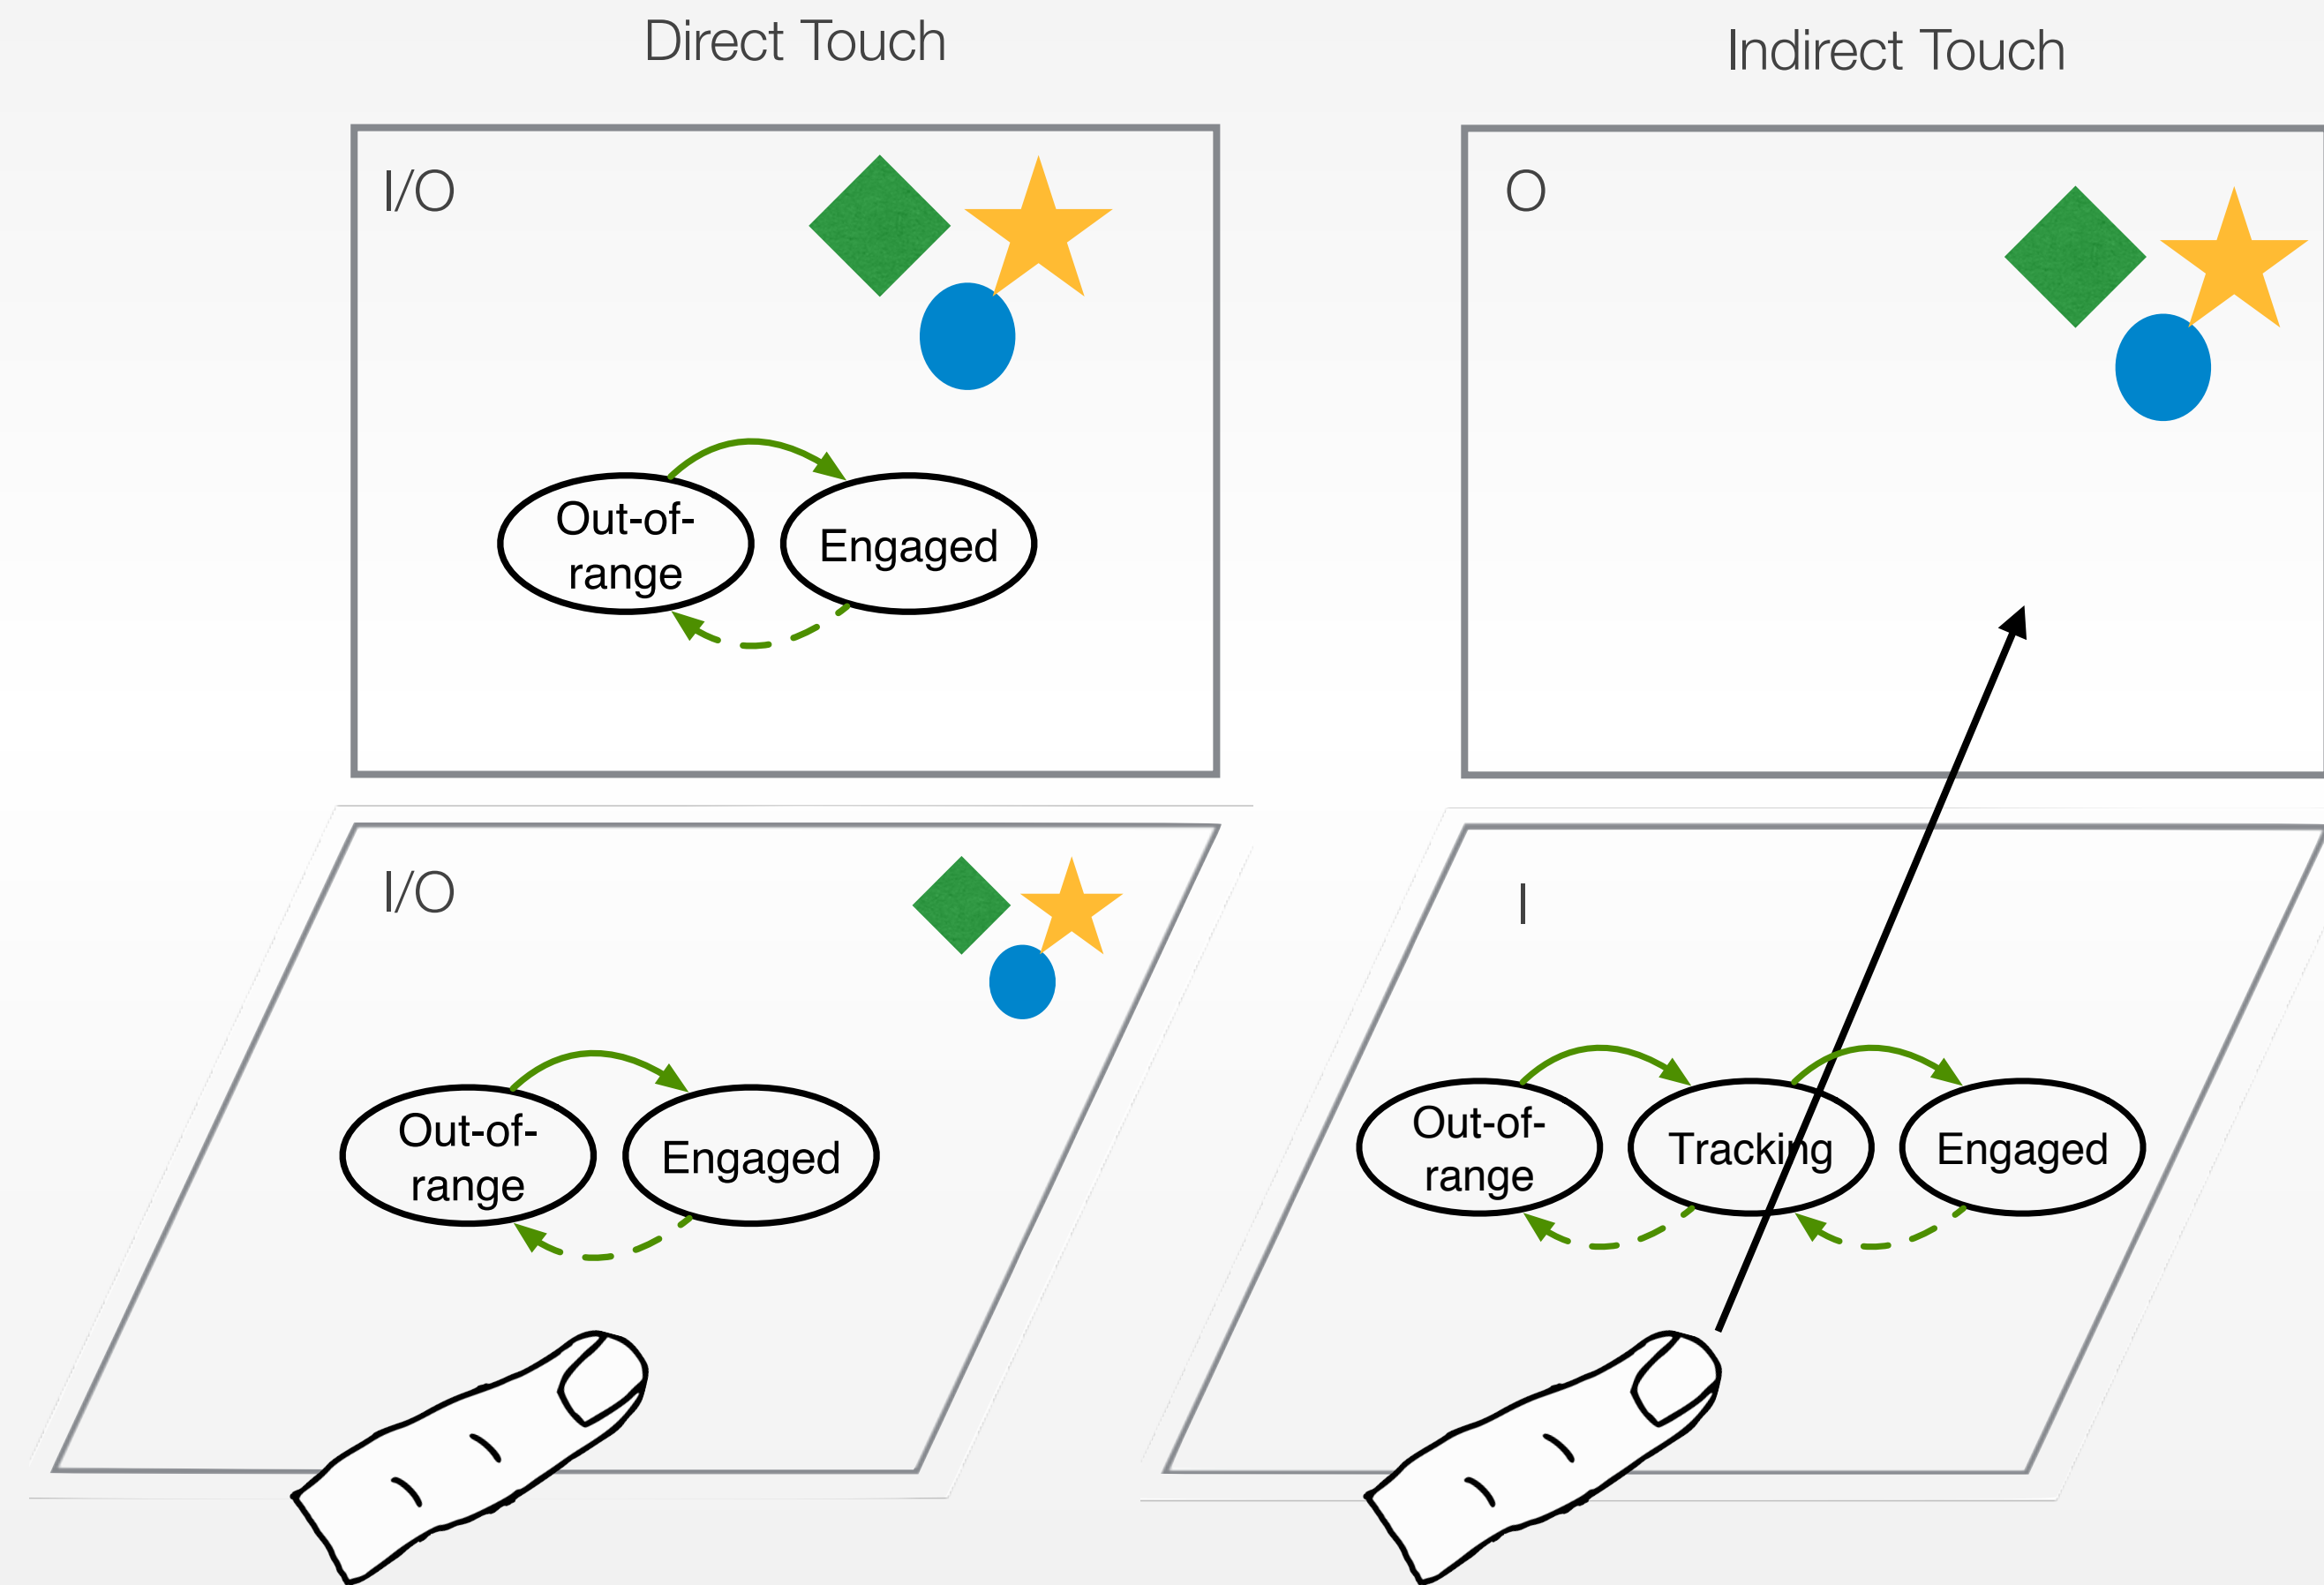 Direct Touch
I/O
Out-of-
range
Engaged
I/O
Out-of-
range
Engaged
Indirect Touch
O
I
Out-of-
range
Tracking
Engaged